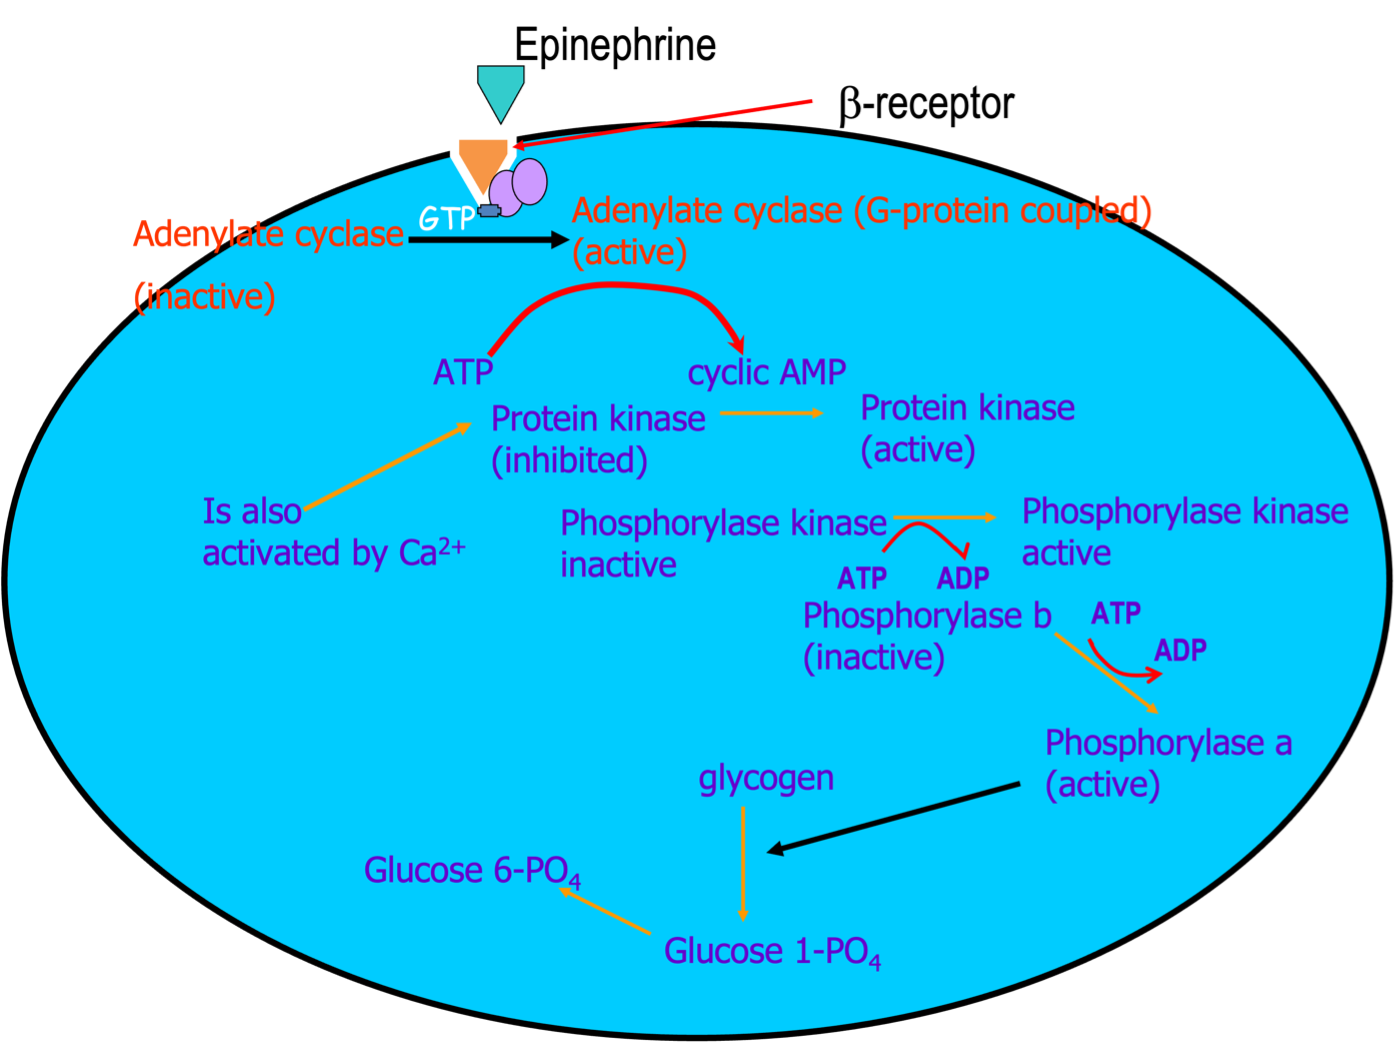 Epinephrine
β-receptor
GTP
Adenylate cyclase
(inactive)
Adenylate cyclase (G-protein coupled)
(active)
ATP
cyclic AMP
Protein kinase
(inhibited)
Protein kinase
(active)
Is also
activated by Ca²⁺
Phosphorylase kinase
inactive
Phosphorylase kinase
active
ATP
ADP
Phosphorylase b
(inactive)
ATP
ADP
Phosphorylase a
(active)
glycogen
Glucose 6-PO₄
Glucose 1-PO₄